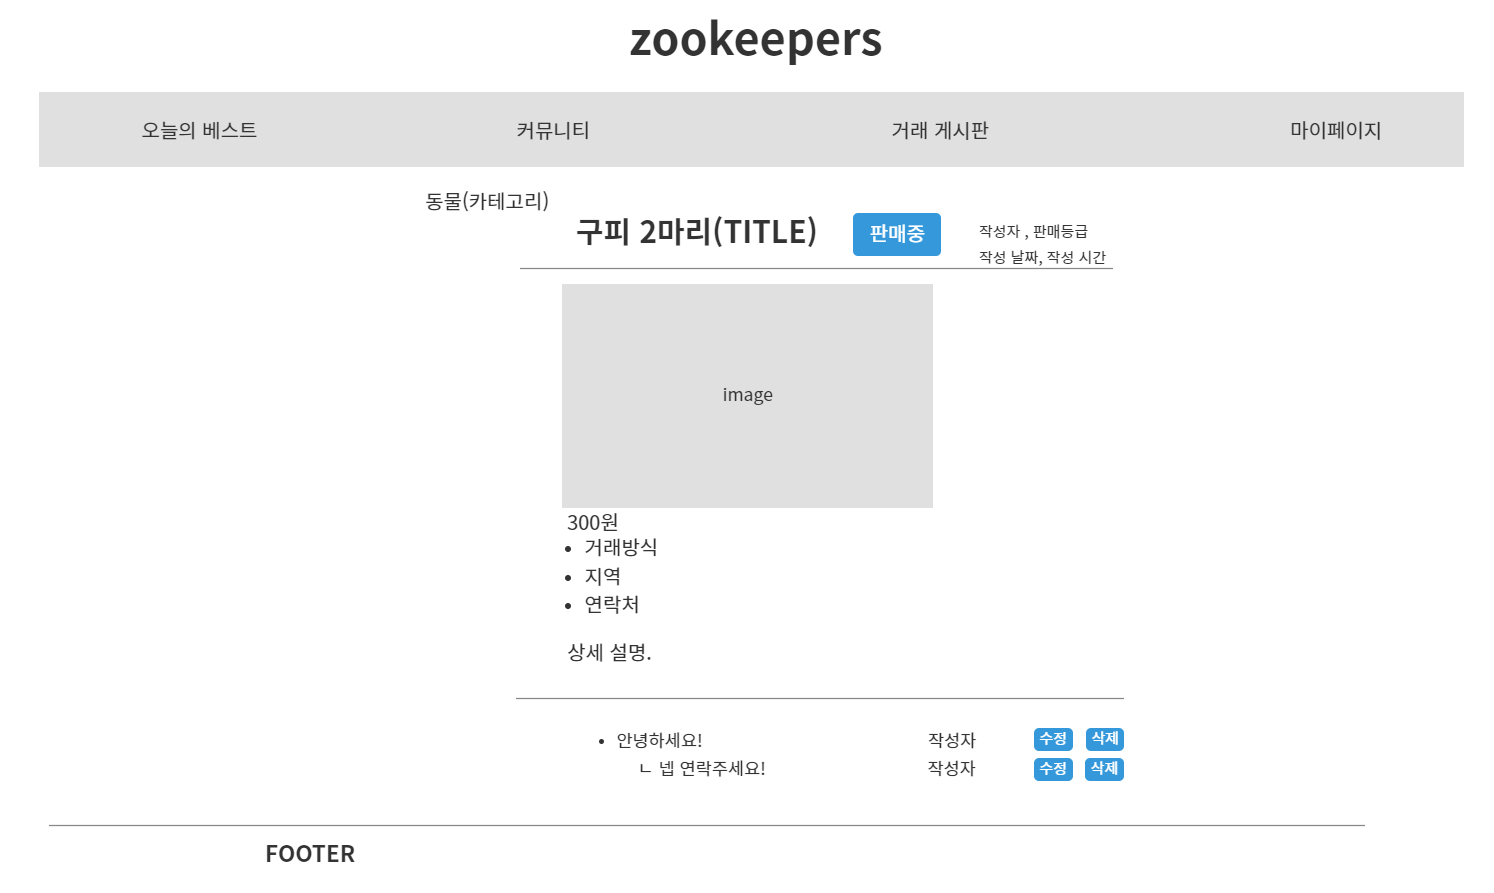 zookeepers
오늘의 베스트 커뮤니티 거래 게시판 마이페이지
동물(카테고리)
구피 2마리(TITLE) 판매중 작성자 , 판매등급
작성 날짜, 작성 시간
image
300원
• 거래방식
• 지역
• 연락처
상세 설명.
• 안녕하세요! 작성자 수정 삭제
ㄴ 넵 연락주세요! 작성자 수정 삭제
FOOTER